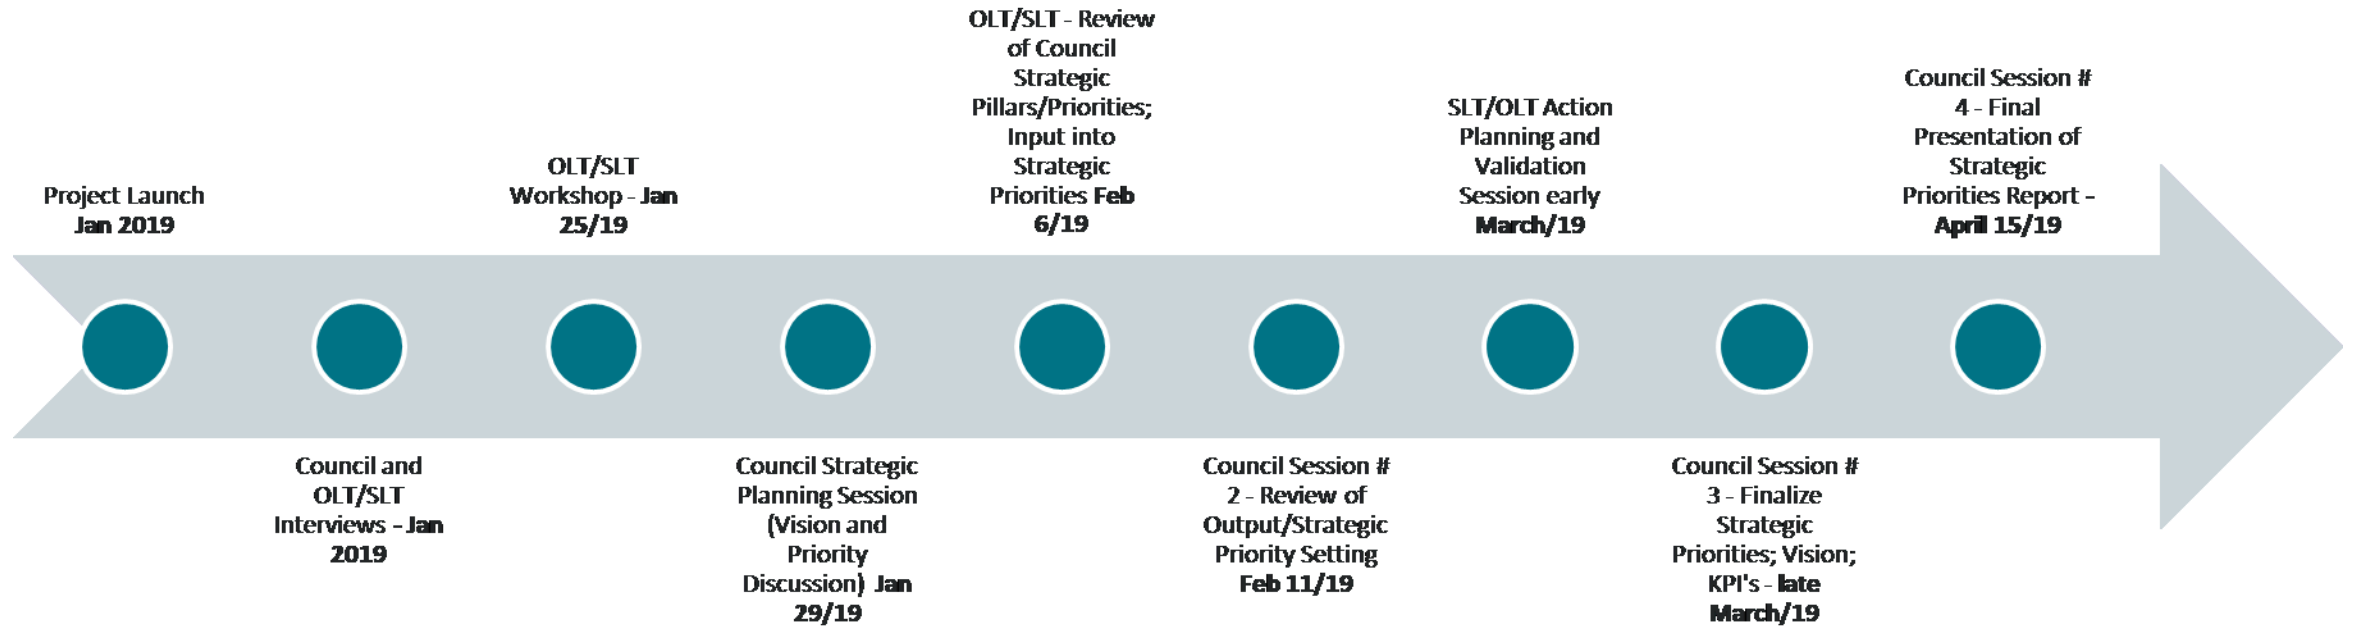 Project Launch
Jan 2019
Council and
OLT/SLT
Interviews - Jan
2019
OLT/SLT
Workshop - Jan
25/19
Council Strategic
Planning Session
(Vision and
Priority
Discussion) Jan
29/19
OLT/SLT - Review
of Council
Strategic
Pillars/Priorities;
Input into
Strategic
Priorities Feb
6/19
Council Session #
2 - Review of
Output/Strategic
Priority Setting
Feb 11/19
SLT/OLT Action
Planning and
Validation
Session early
March/19
Council Session #
3 - Finalize
Strategic
Priorities; Vision;
KPI's - late
March/19
Council Session #
4 - Final
Presentation of
Strategic
Priorities Report -
April 15/19